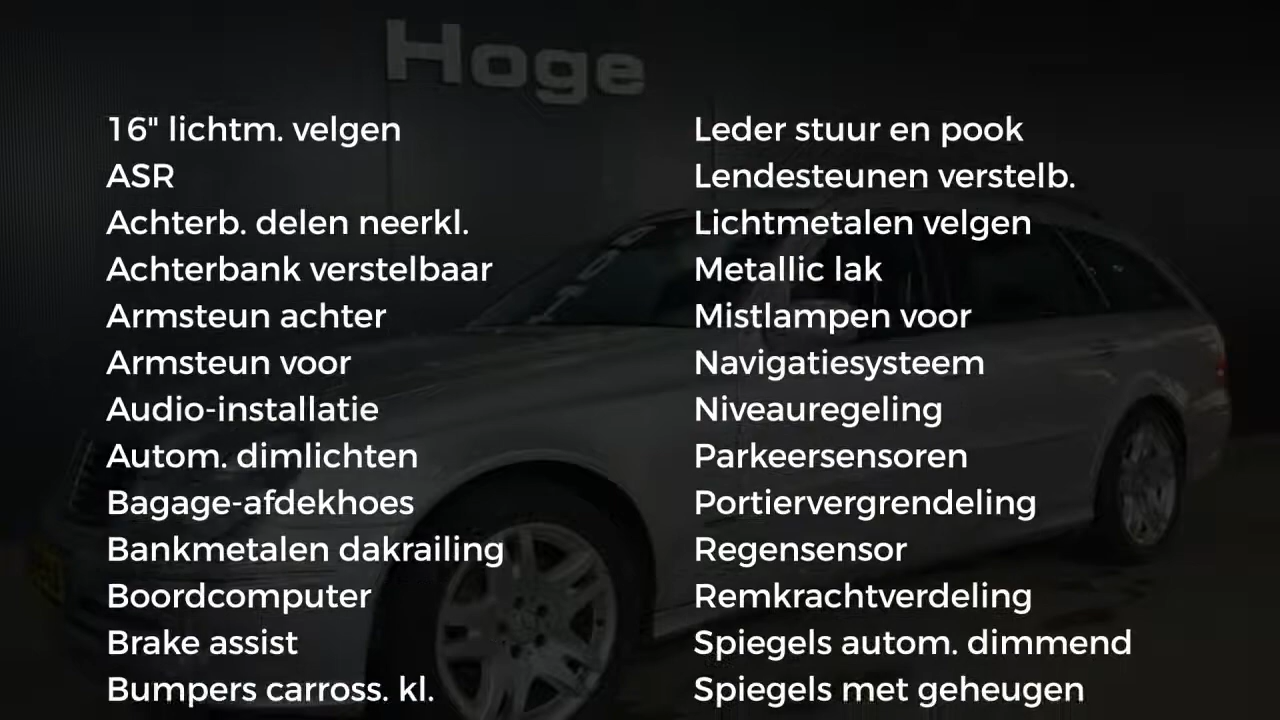 Hoge
16" lichtm. velgen
ASR
Achterb. delen neerkl.
Achterbank verstelbaar
Armsteun achter
Armsteun voor
Audio-installatie
Autom. dimlichten
Bagage-afdekhoes
Bankmetalen dakrailing
Boordcomputer
Brake assist
Bumpers carross. kl.
Leder stuur en pook
Lendesteunen verstelb.
Lichtmetalen velgen
Metallic lak
Mistlampen voor
Navigatiesysteem
Niveauregeling
Parkeersensoren
Portiervergrendeling
Regensensor
Remkrachtverdeling
Spiegels autom. dimmend
Spiegels met geheugen